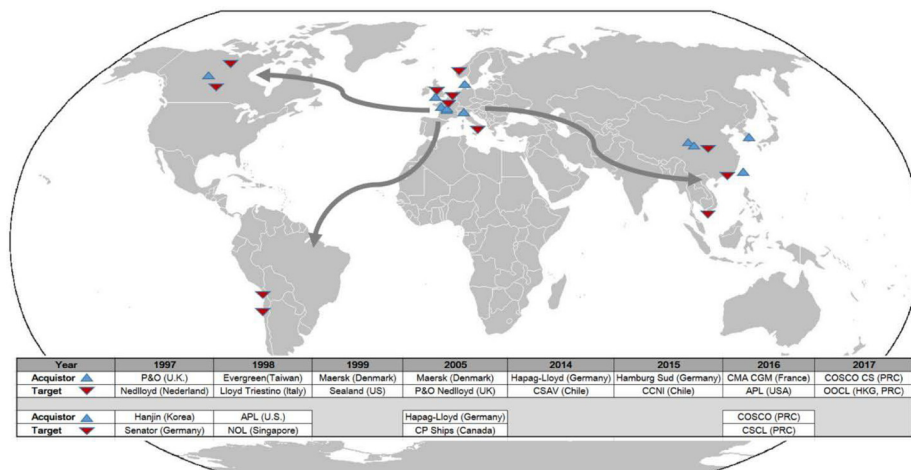 Year 1997 1998 1999 2005 2014 2015 2016 2017
Acquistor P&O (U.K.) Evergreen(Taiwan) Maersk (Denmark) Maersk (Denmark) Hapag-Lloyd (Germany) Hamburg Sud (Germany) CMA CGM (France) COSCO CS (PRC)
Target Nedlloyd (Nederland) Lloyd Triestino (Italy) Sealand (US) P&O Nedlloyd (UK) CSAV (Chile) CCNI (Chile) APL (USA) OOCL (HKG, PRC)
Acquistor Hanjin (Korea) APL (U.S.) Hapag-Lloyd (Germany) COSCO (PRC)
Target Senator (Germany) NOL (Singapore) CP Ships (Canada) CSCL (PRC)